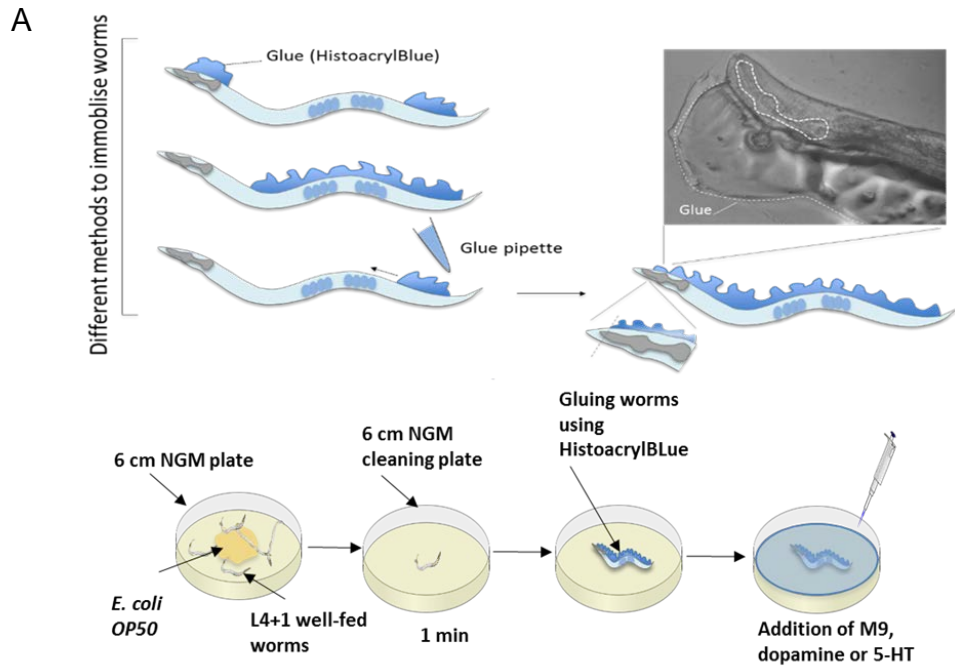 A
Different methods to immoblise worms
Glue (HistoacrylBlue)
Glue pipette
Glue
6 cm NGM plate
6 cm NGM
cleaning plate
Gluing worms
using
HistoacrylBLue
E. coli
OP50
L4+1 well-fed
worms
1 min
Addition of M9,
dopamine or 5-HT